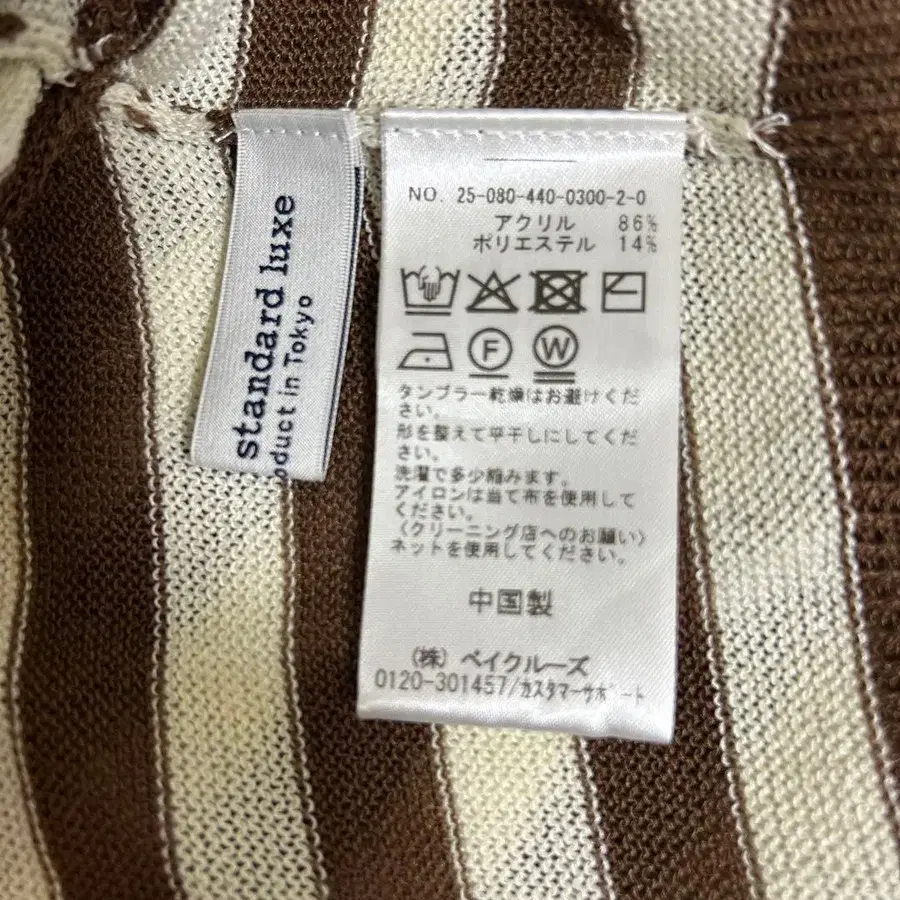 standard luxe
oduct in Tokyo
NO. 25-080-440-0300-2-0
アクリル 86%
ポリエステル 14%
F W
タンブラー乾燥はお避けくだ
さい。
形を整えて平干しにしてくだ
さい。
洗濯で多少縮みます。
アイロンは当て布を使用して
ください。
〈クリーニング店へのお願い〉
ネットを使用してください。
中国製
(株) ベイクルーズ
0120-301457/カスタマーサポート